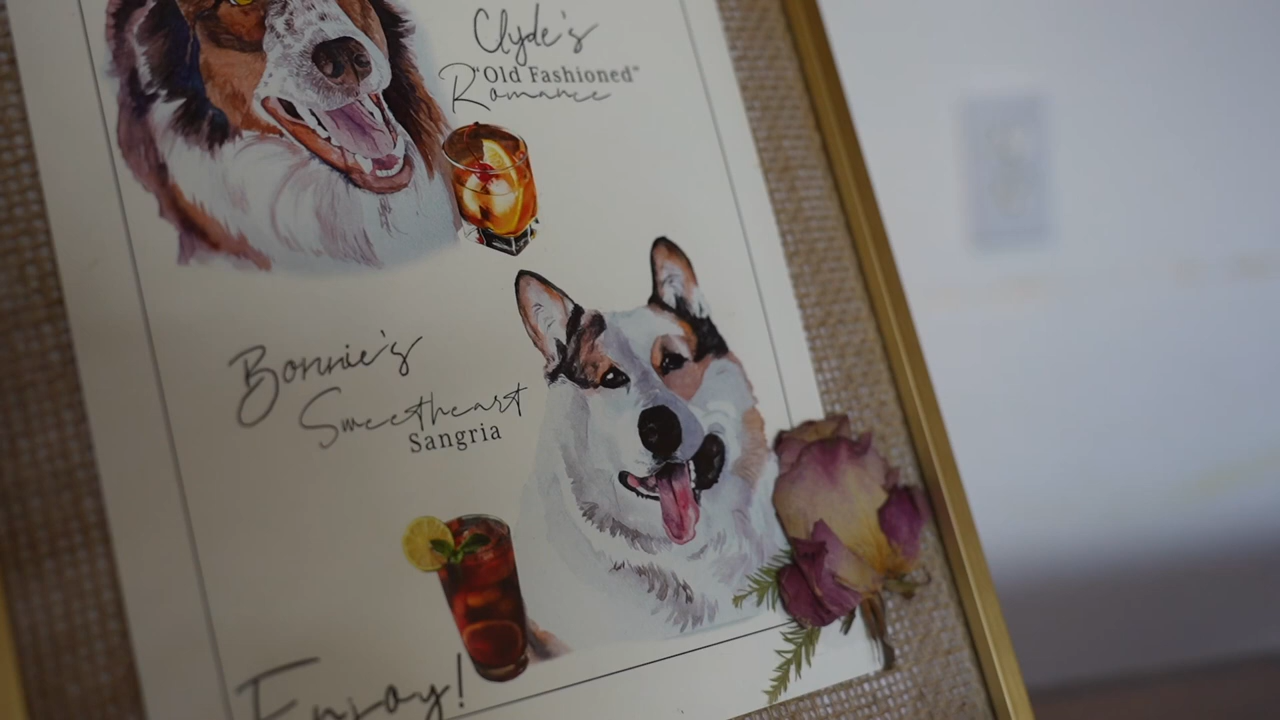 Clyde's
"Old Fashioned"
Romance
Bonnie's
Sweetheart
Sangria
Enjoy!